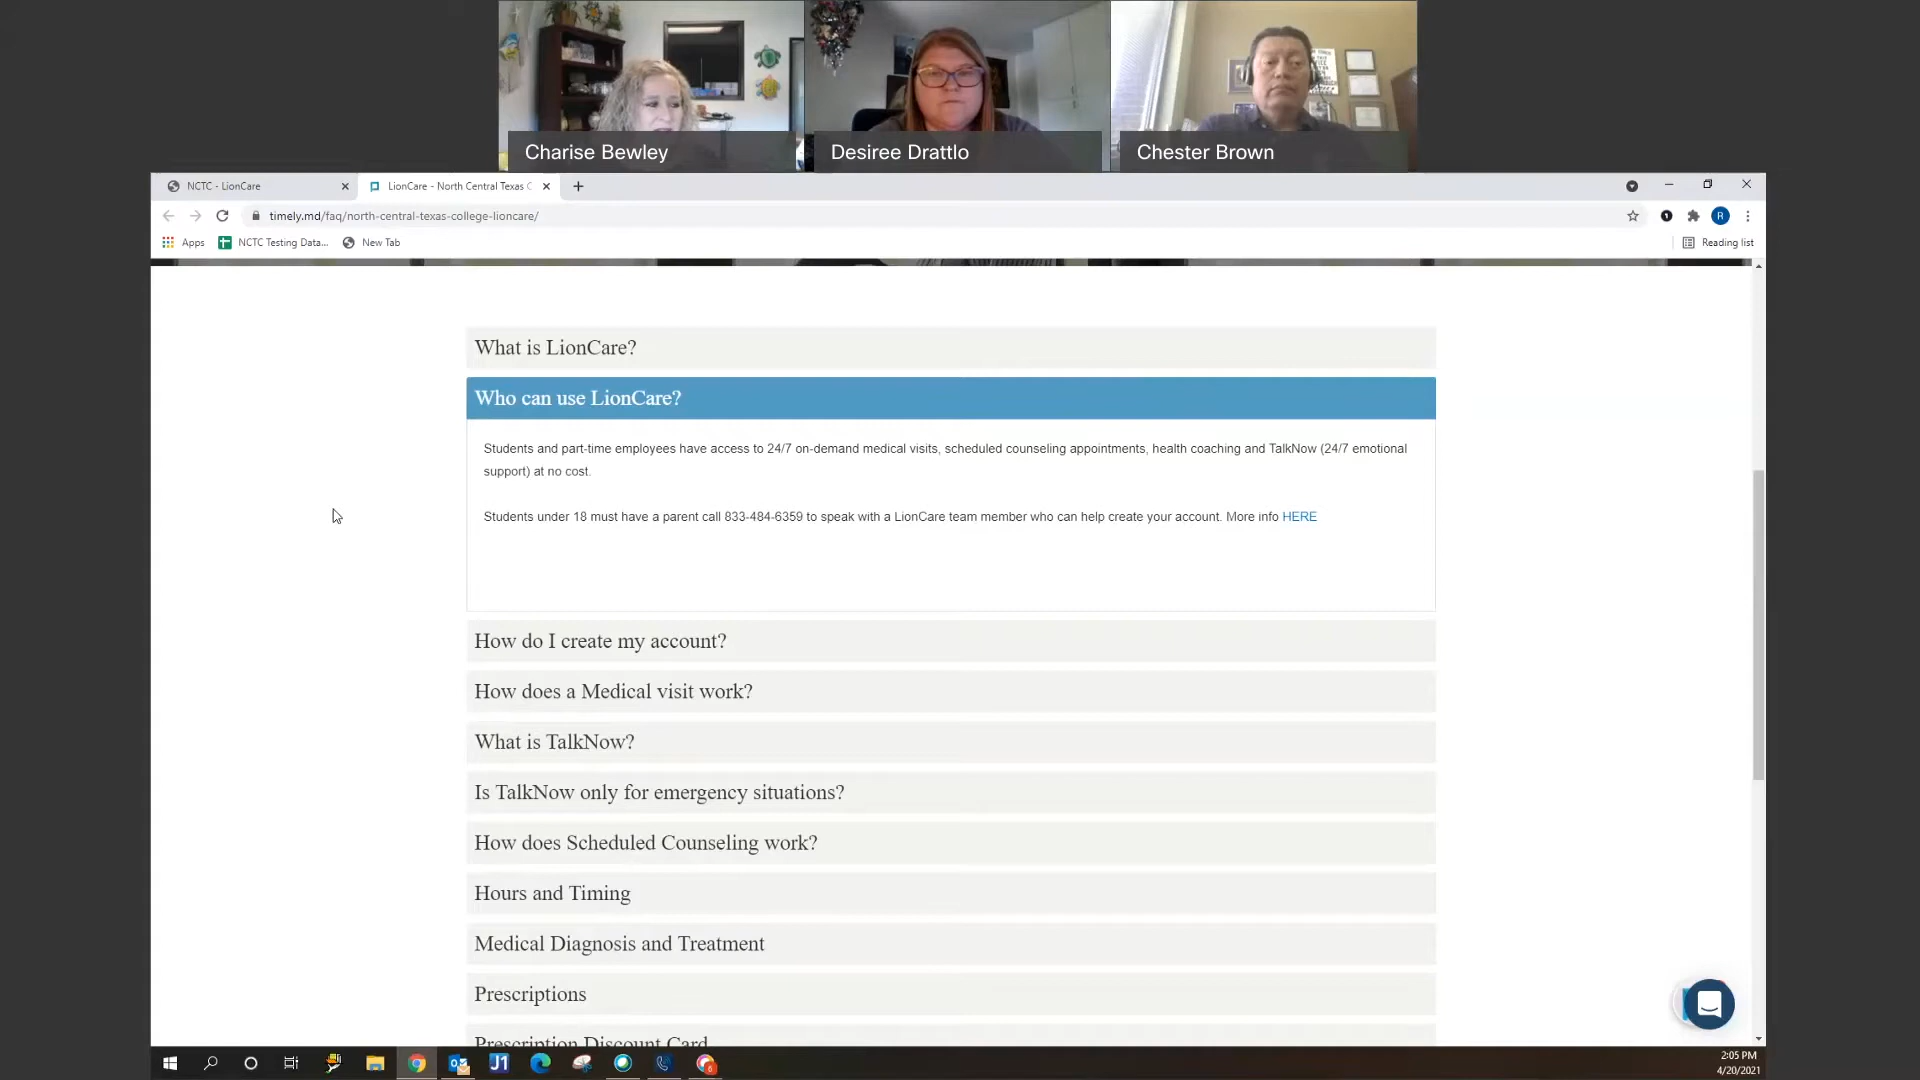 Charise Bewley
Desiree Drattlo
Chester Brown
NCTC - LionCare
LionCare - North Central Texas C
timely.md/faq/north-central-texas-college-lioncare/
R
Apps
NCTC Testing Data...
New Tab
Reading list
What is LionCare?
Who can use LionCare?
Students and part-time employees have access to 24/7 on-demand medical visits, scheduled counseling appointments, health coaching and TalkNow (24/7 emotional
support) at no cost.
Students under 18 must have a parent call 833-484-6359 to speak with a LionCare team member who can help create your account. More info HERE
How do I create my account?
How does a Medical visit work?
What is TalkNow?
Is TalkNow only for emergency situations?
How does Scheduled Counseling work?
Hours and Timing
Medical Diagnosis and Treatment
Prescriptions
Prescription Discount Card
J1
6
2:05 PM
4/20/2021